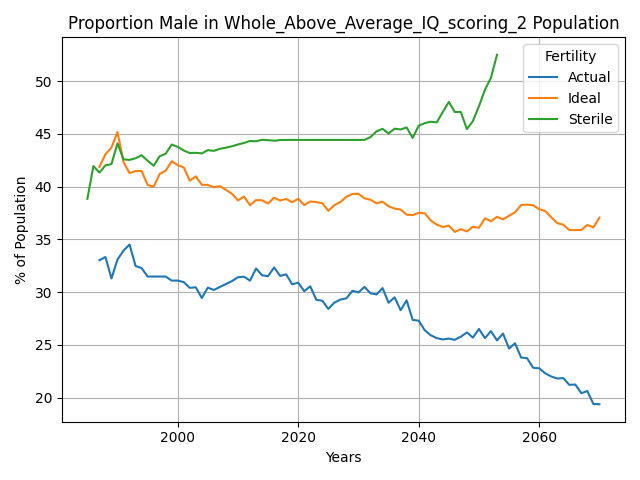 Proportion Male in Whole_Above_Average_IQ_scoring_2 Population
% of Population
50
45
40
35
30
25
20
Fertility
Actual
Ideal
Sterile
2000
2020
2040
2060
Years